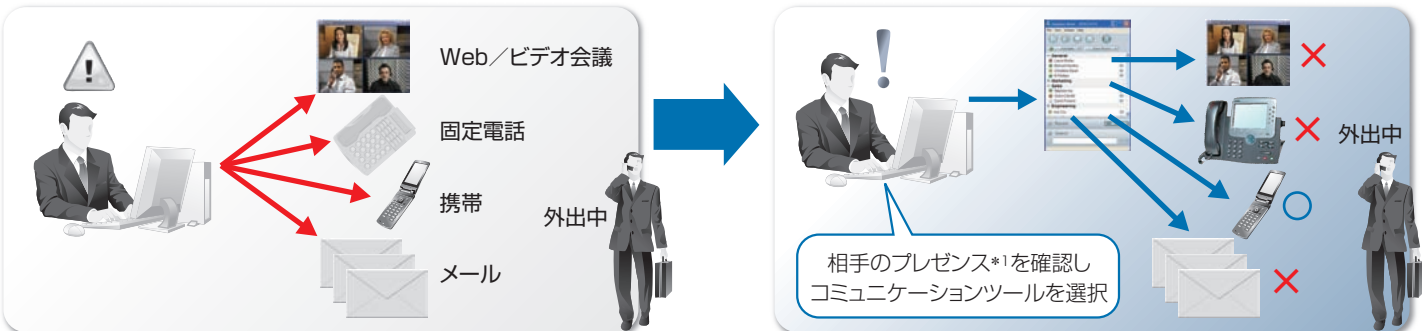 Web／ビデオ会議
固定電話
携帯
外出中
メール
外出中
相手のプレゼンス*1を確認し
コミュニケーションツールを選択